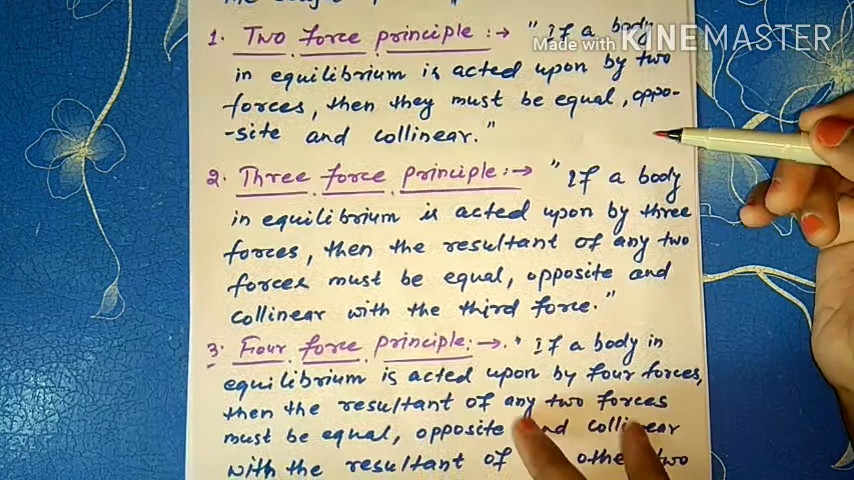 1. Two force principle :→ "If a body
Made with KINEMASTER
in equilibrium is acted upon by two
forces, then they must be equal, oppo-
-site and collinear."
2. Three force principle :→ "If a body
in equilibrium is acted upon by three
forces, then the resultant of any two
forces must be equal, opposite and
collinear with the third force."
3. Four force principle :→ "If a body in
equilibrium is acted upon by four forces,
then the resultant of any two forces
must be equal, opposite and collinear
with the resultant of other two